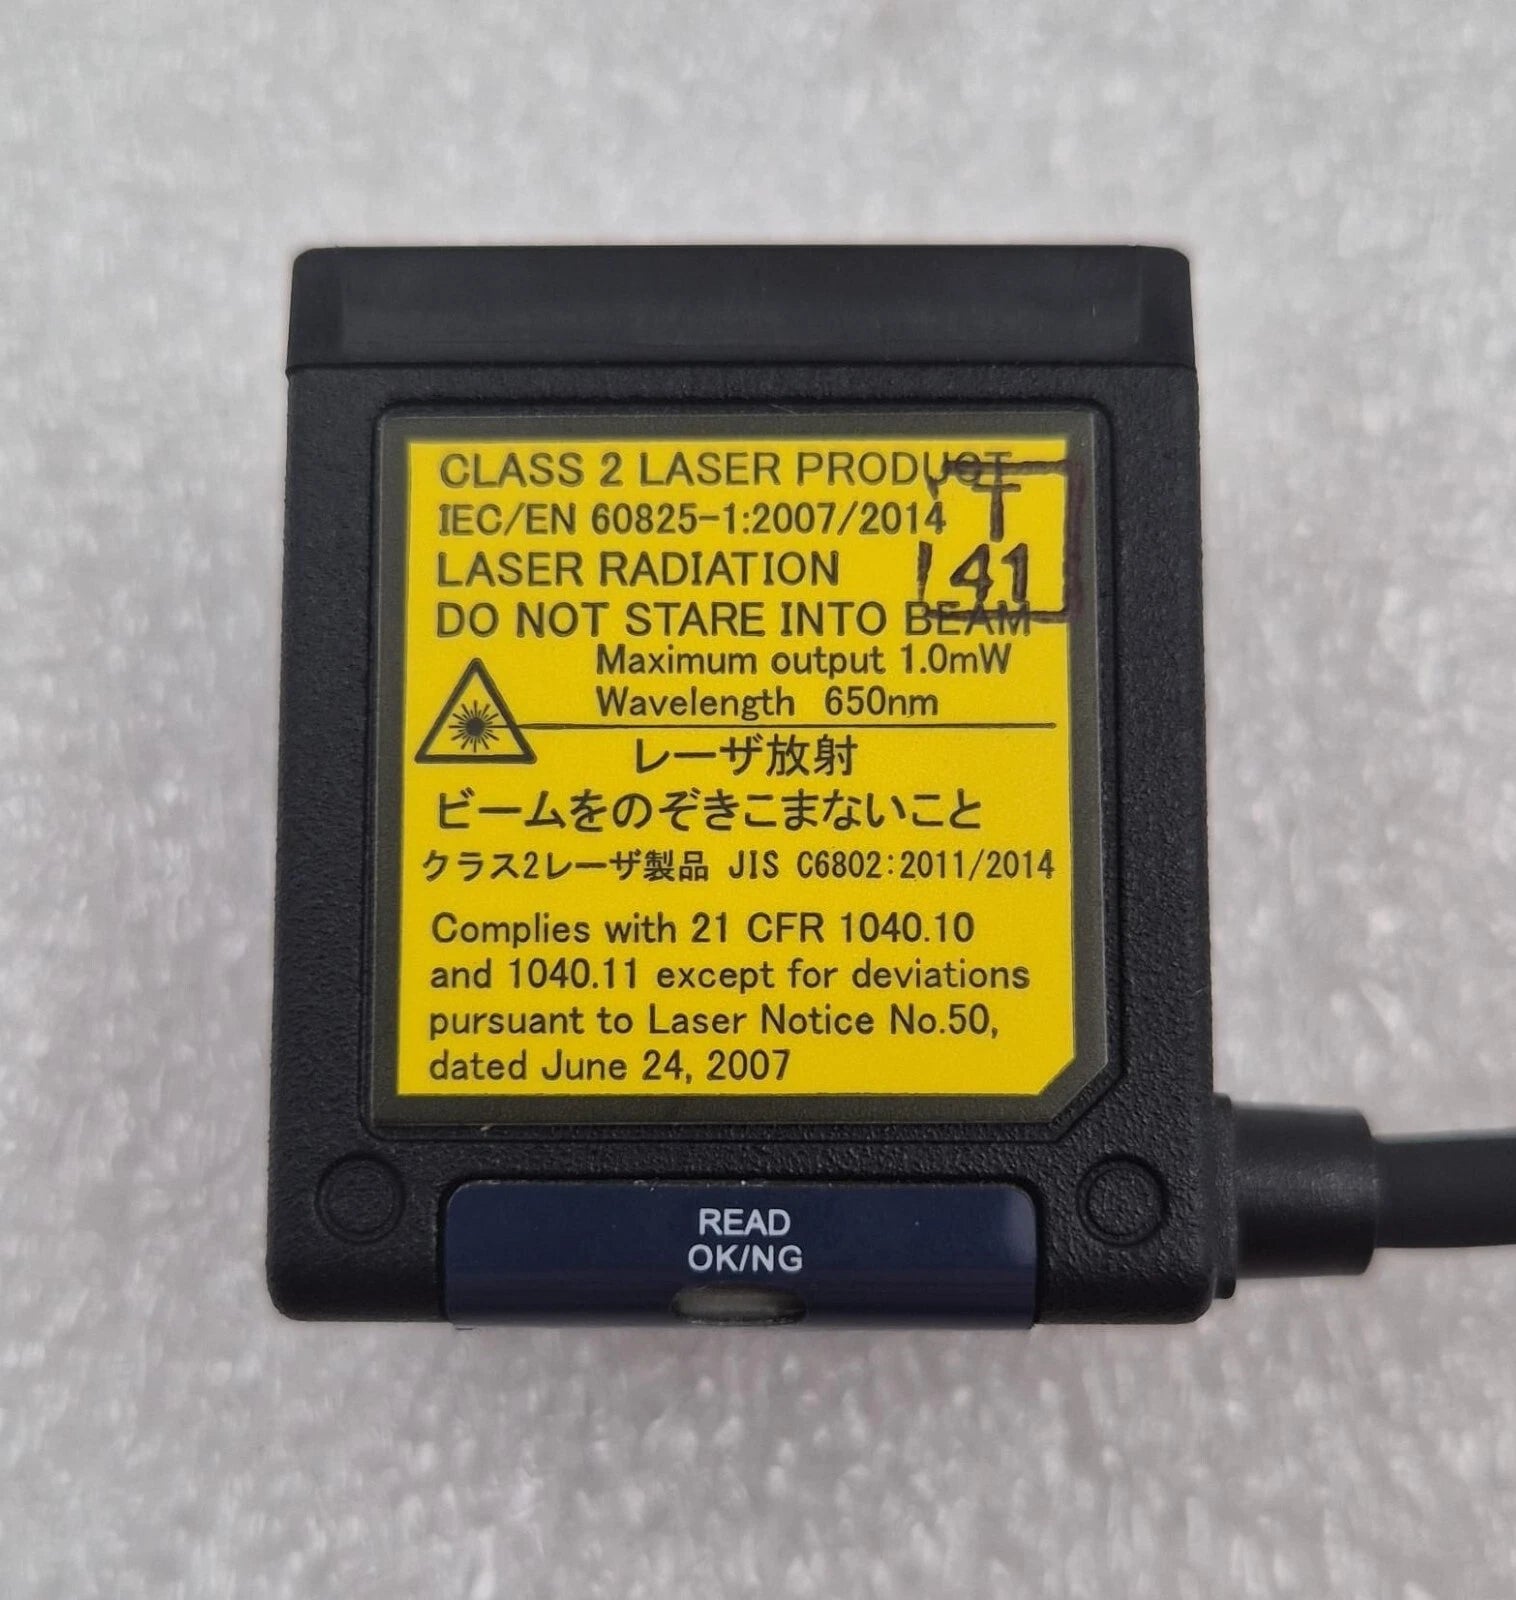 CLASS 2 LASER PRODUCT
IEC/EN 60825-1:2007/2014
T
LASER RADIATION
41
DO NOT STARE INTO BEAM
Maximum output 1.0mW
Wavelength 650nm
レーザ放射
ビームをのぞきこまないこと
クラス2レーザ製品 JIS C6802:2011/2014
Complies with 21 CFR 1040.10
and 1040.11 except for deviations
pursuant to Laser Notice No.50,
dated June 24, 2007
READ
OK/NG